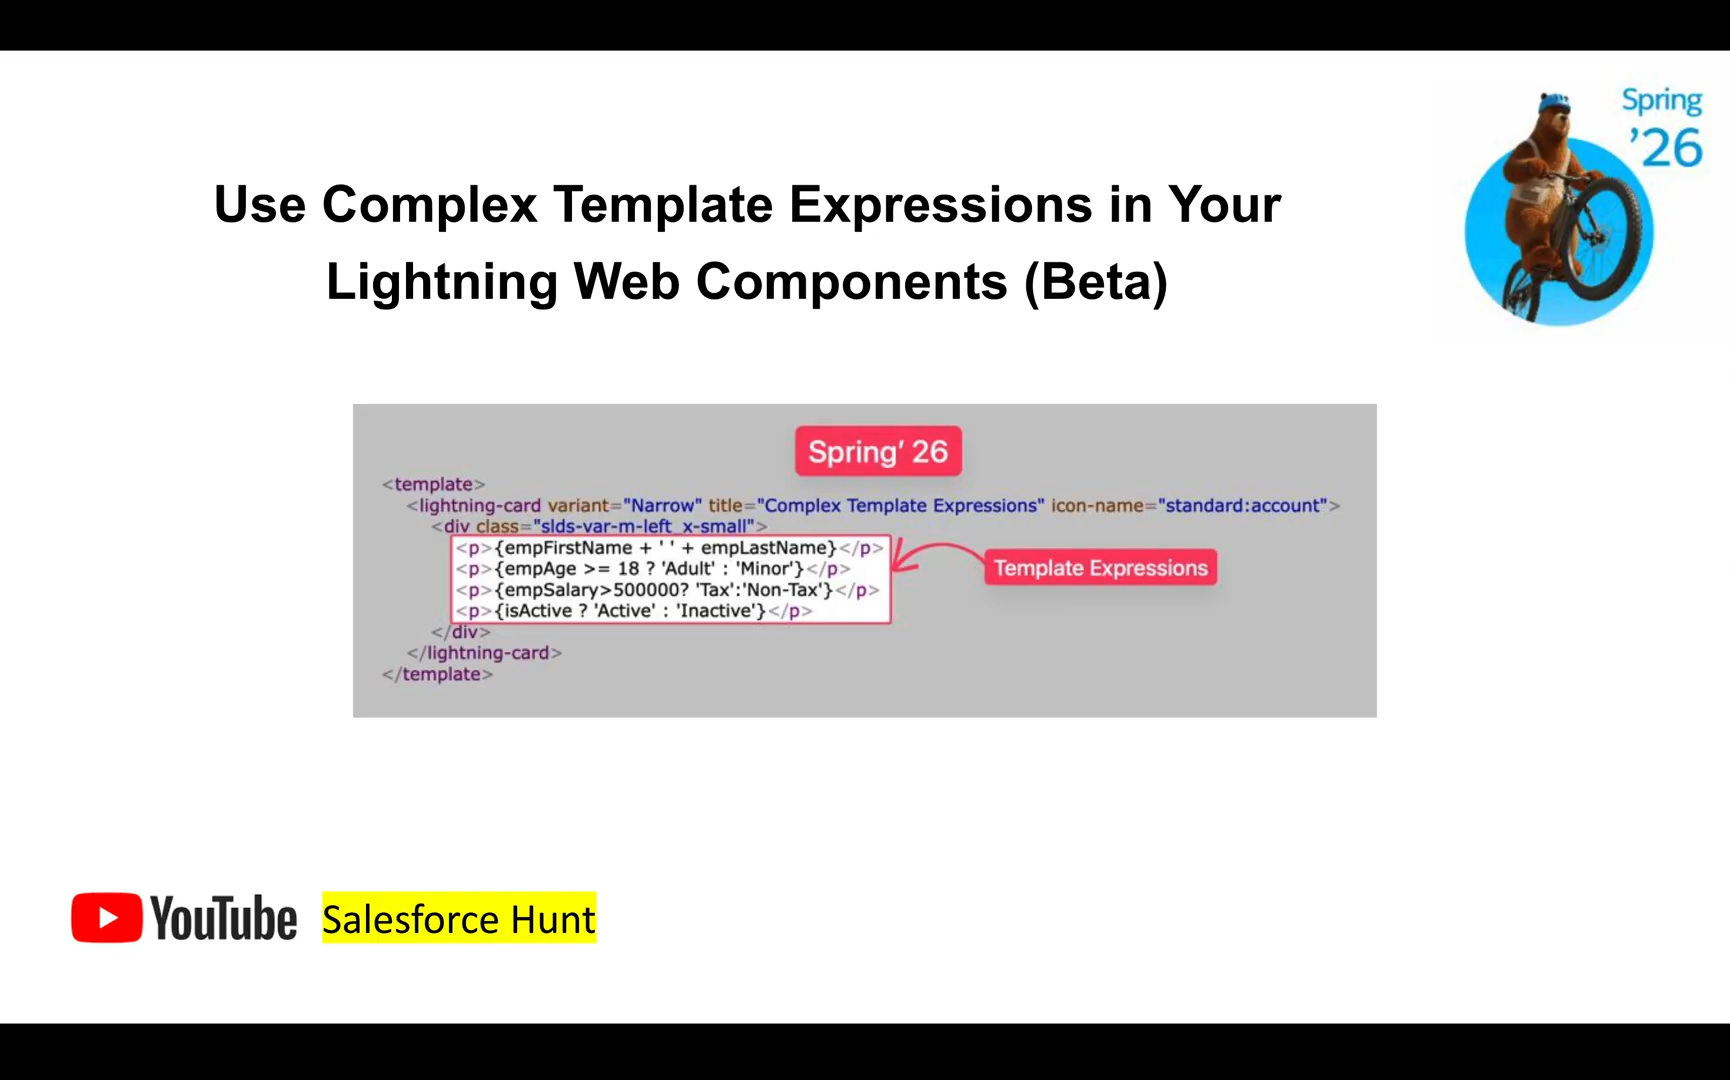 Spring
’26
Use Complex Template Expressions in Your
Lightning Web Components (Beta)
Spring’ 26
<template>
<lightning-card variant="Narrow" title="Complex Template Expressions" icon-name="standard:account">
<div class="slds-var-m-left_x-small">
<p>{empFirstName + ' ' + empLastName}</p>
<p>{empAge >= 18 ? 'Adult' : 'Minor'}</p>
<p>{empSalary>500000? 'Tax':'Non-Tax'}</p>
<p>{isActive ? 'Active' : 'Inactive'}</p>
Template Expressions
</div>
</lightning-card>
</template>
YouTube Salesforce Hunt